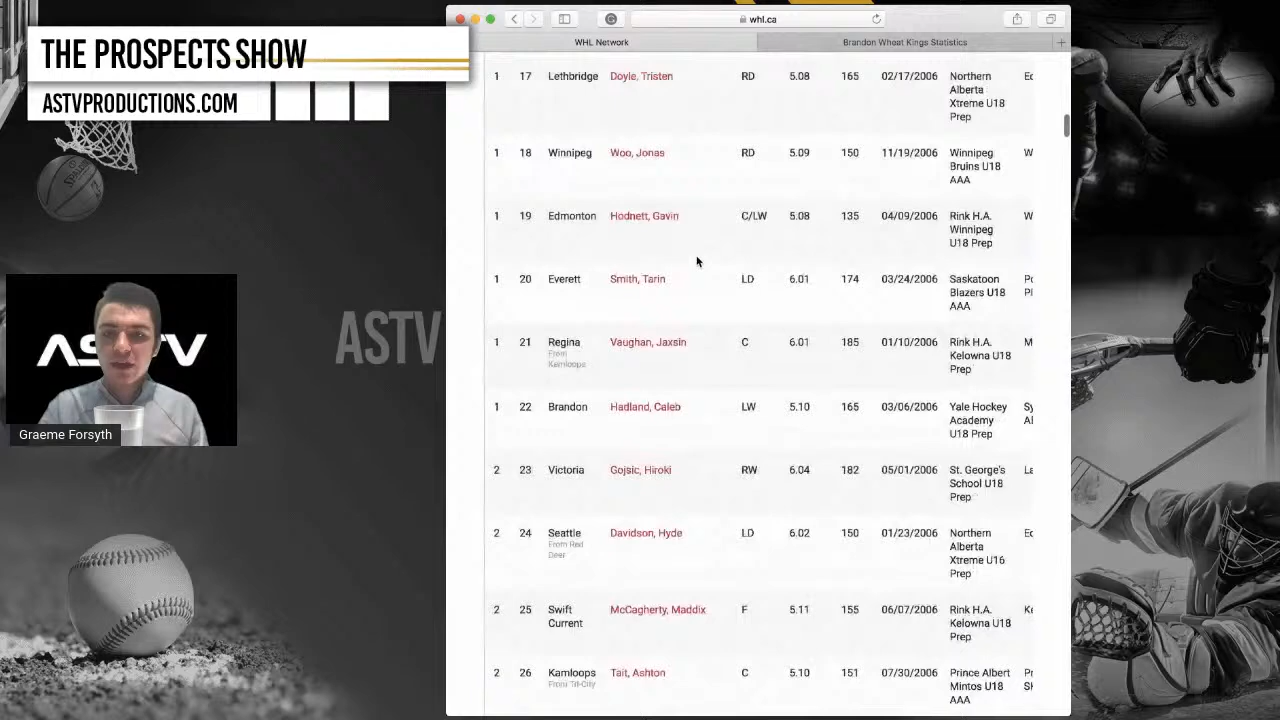 THE PROSPECTS SHOW
ASTVPRODUCTIONS.COM
SPALDING
ASTV
Graeme Forsyth
ASTV
whl.ca
WHL Network
Brandon Wheat Kings Statistics
1 17 Lethbridge Doyle, Tristen RD 5.08 165 02/17/2006 Northern
Alberta
Xtreme U18
Prep
1 18 Winnipeg Woo, Jonas RD 5.09 150 11/19/2006 Winnipeg W
Bruins U18
AAA
1 19 Edmonton Hodnett, Gavin C/LW 5.08 135 04/09/2006 Rink H.A. W
Winnipeg
U18 Prep
1 20 Everett Smith, Tarin LD 6.01 174 03/24/2006 Saskatoon
Blazers U18
AAA
1 21 Regina Vaughan, Jaxsin C 6.01 185 01/10/2006 Rink H.A. M
From Kelowna U18
Kamloops Prep
1 22 Brandon Hadland, Caleb LW 5.10 165 03/06/2006 Yale Hockey Sy
Academy
U18 Prep
2 23 Victoria Gojsic, Hiroki RW 6.04 182 05/01/2006 St. George's
School U18
Prep
2 24 Seattle Davidson, Hyde LD 6.02 150 01/23/2006 Northern
From Red Alberta
Deer Xtreme U16
Prep
2 25 Swift McCagherty, Maddix F 5.11 155 06/07/2006 Rink H.A. Ke
Current Kelowna U18
Prep
2 26 Kamloops Tait, Ashton C 5.10 151 07/30/2006 Prince Albert Pr
From Tri-City Mintos U18
AAA